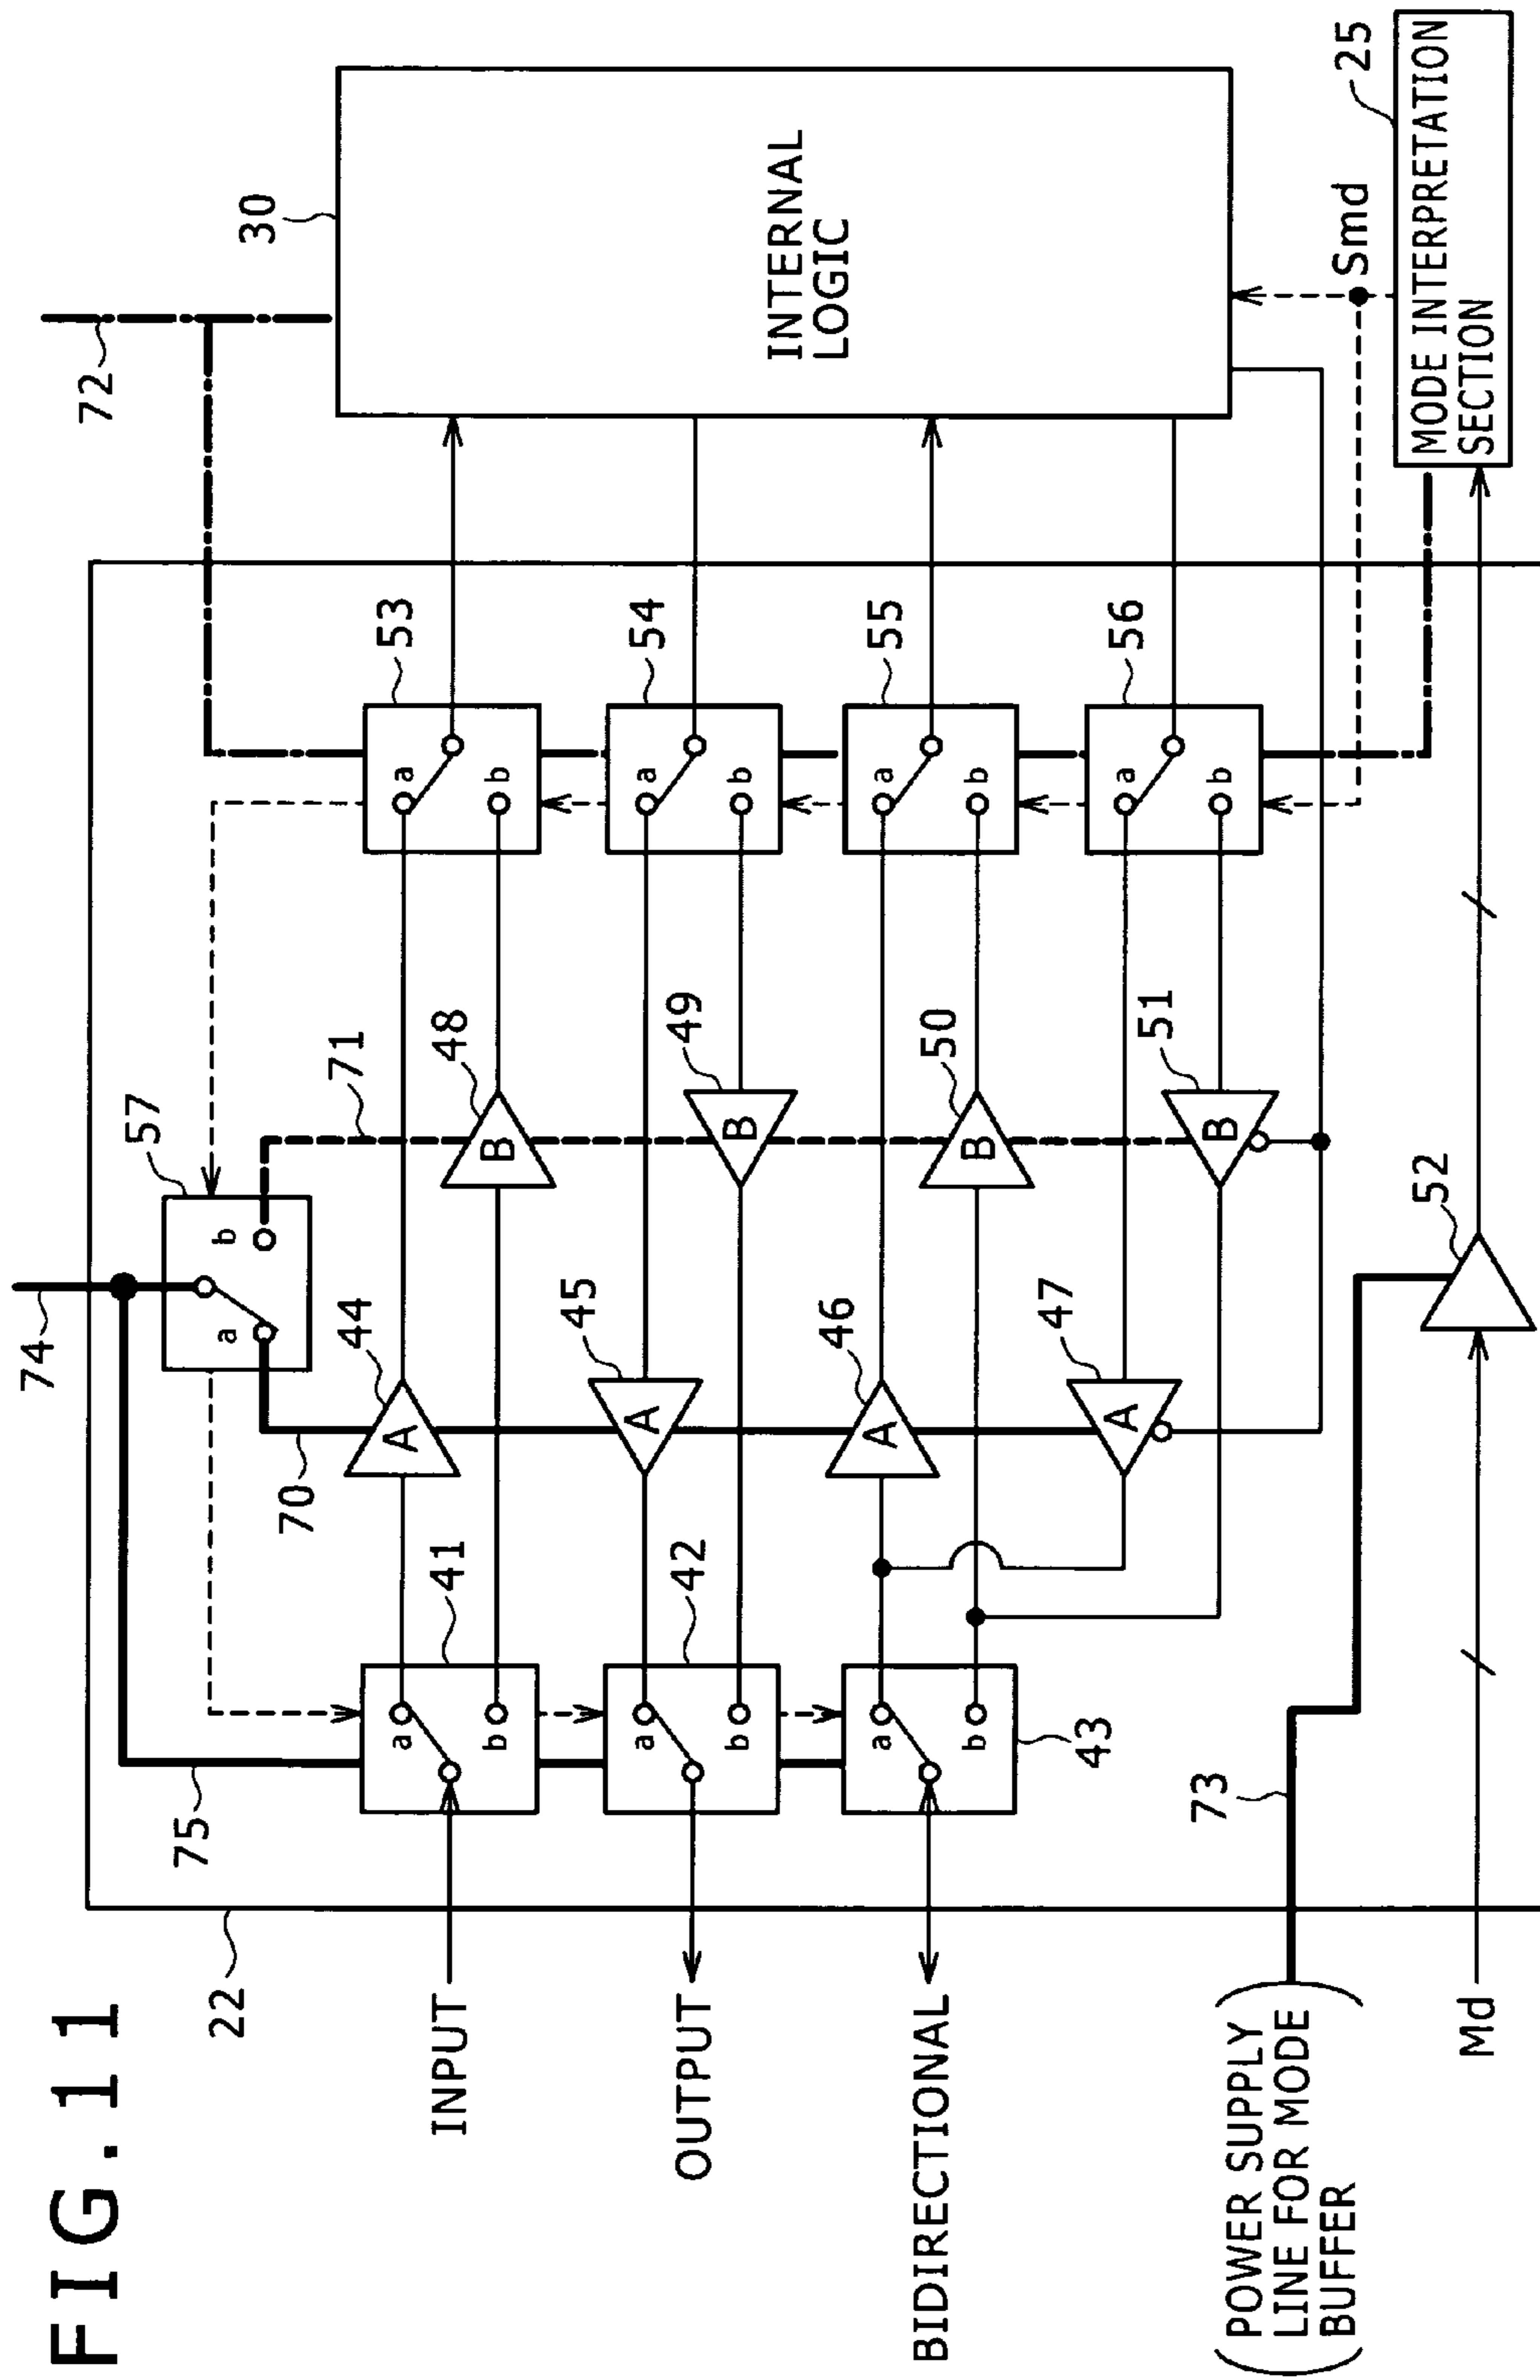 FIG.11
22
INPUT
OUTPUT
BIDIRECTIONAL
(POWER SUPPLY
LINE FOR MODE
BUFFER)
Md
74
75
73
57
a
b
70
71
72
41
a
b
42
a
b
43
a
b
44
A
45
A
46
A
47
A
48
B
49
B
50
B
51
B
52
53
a
b
54
a
b
55
a
b
56
a
b
30
INTERNAL
LOGIC
Smd
25
MODE INTERPRETATION
SECTION